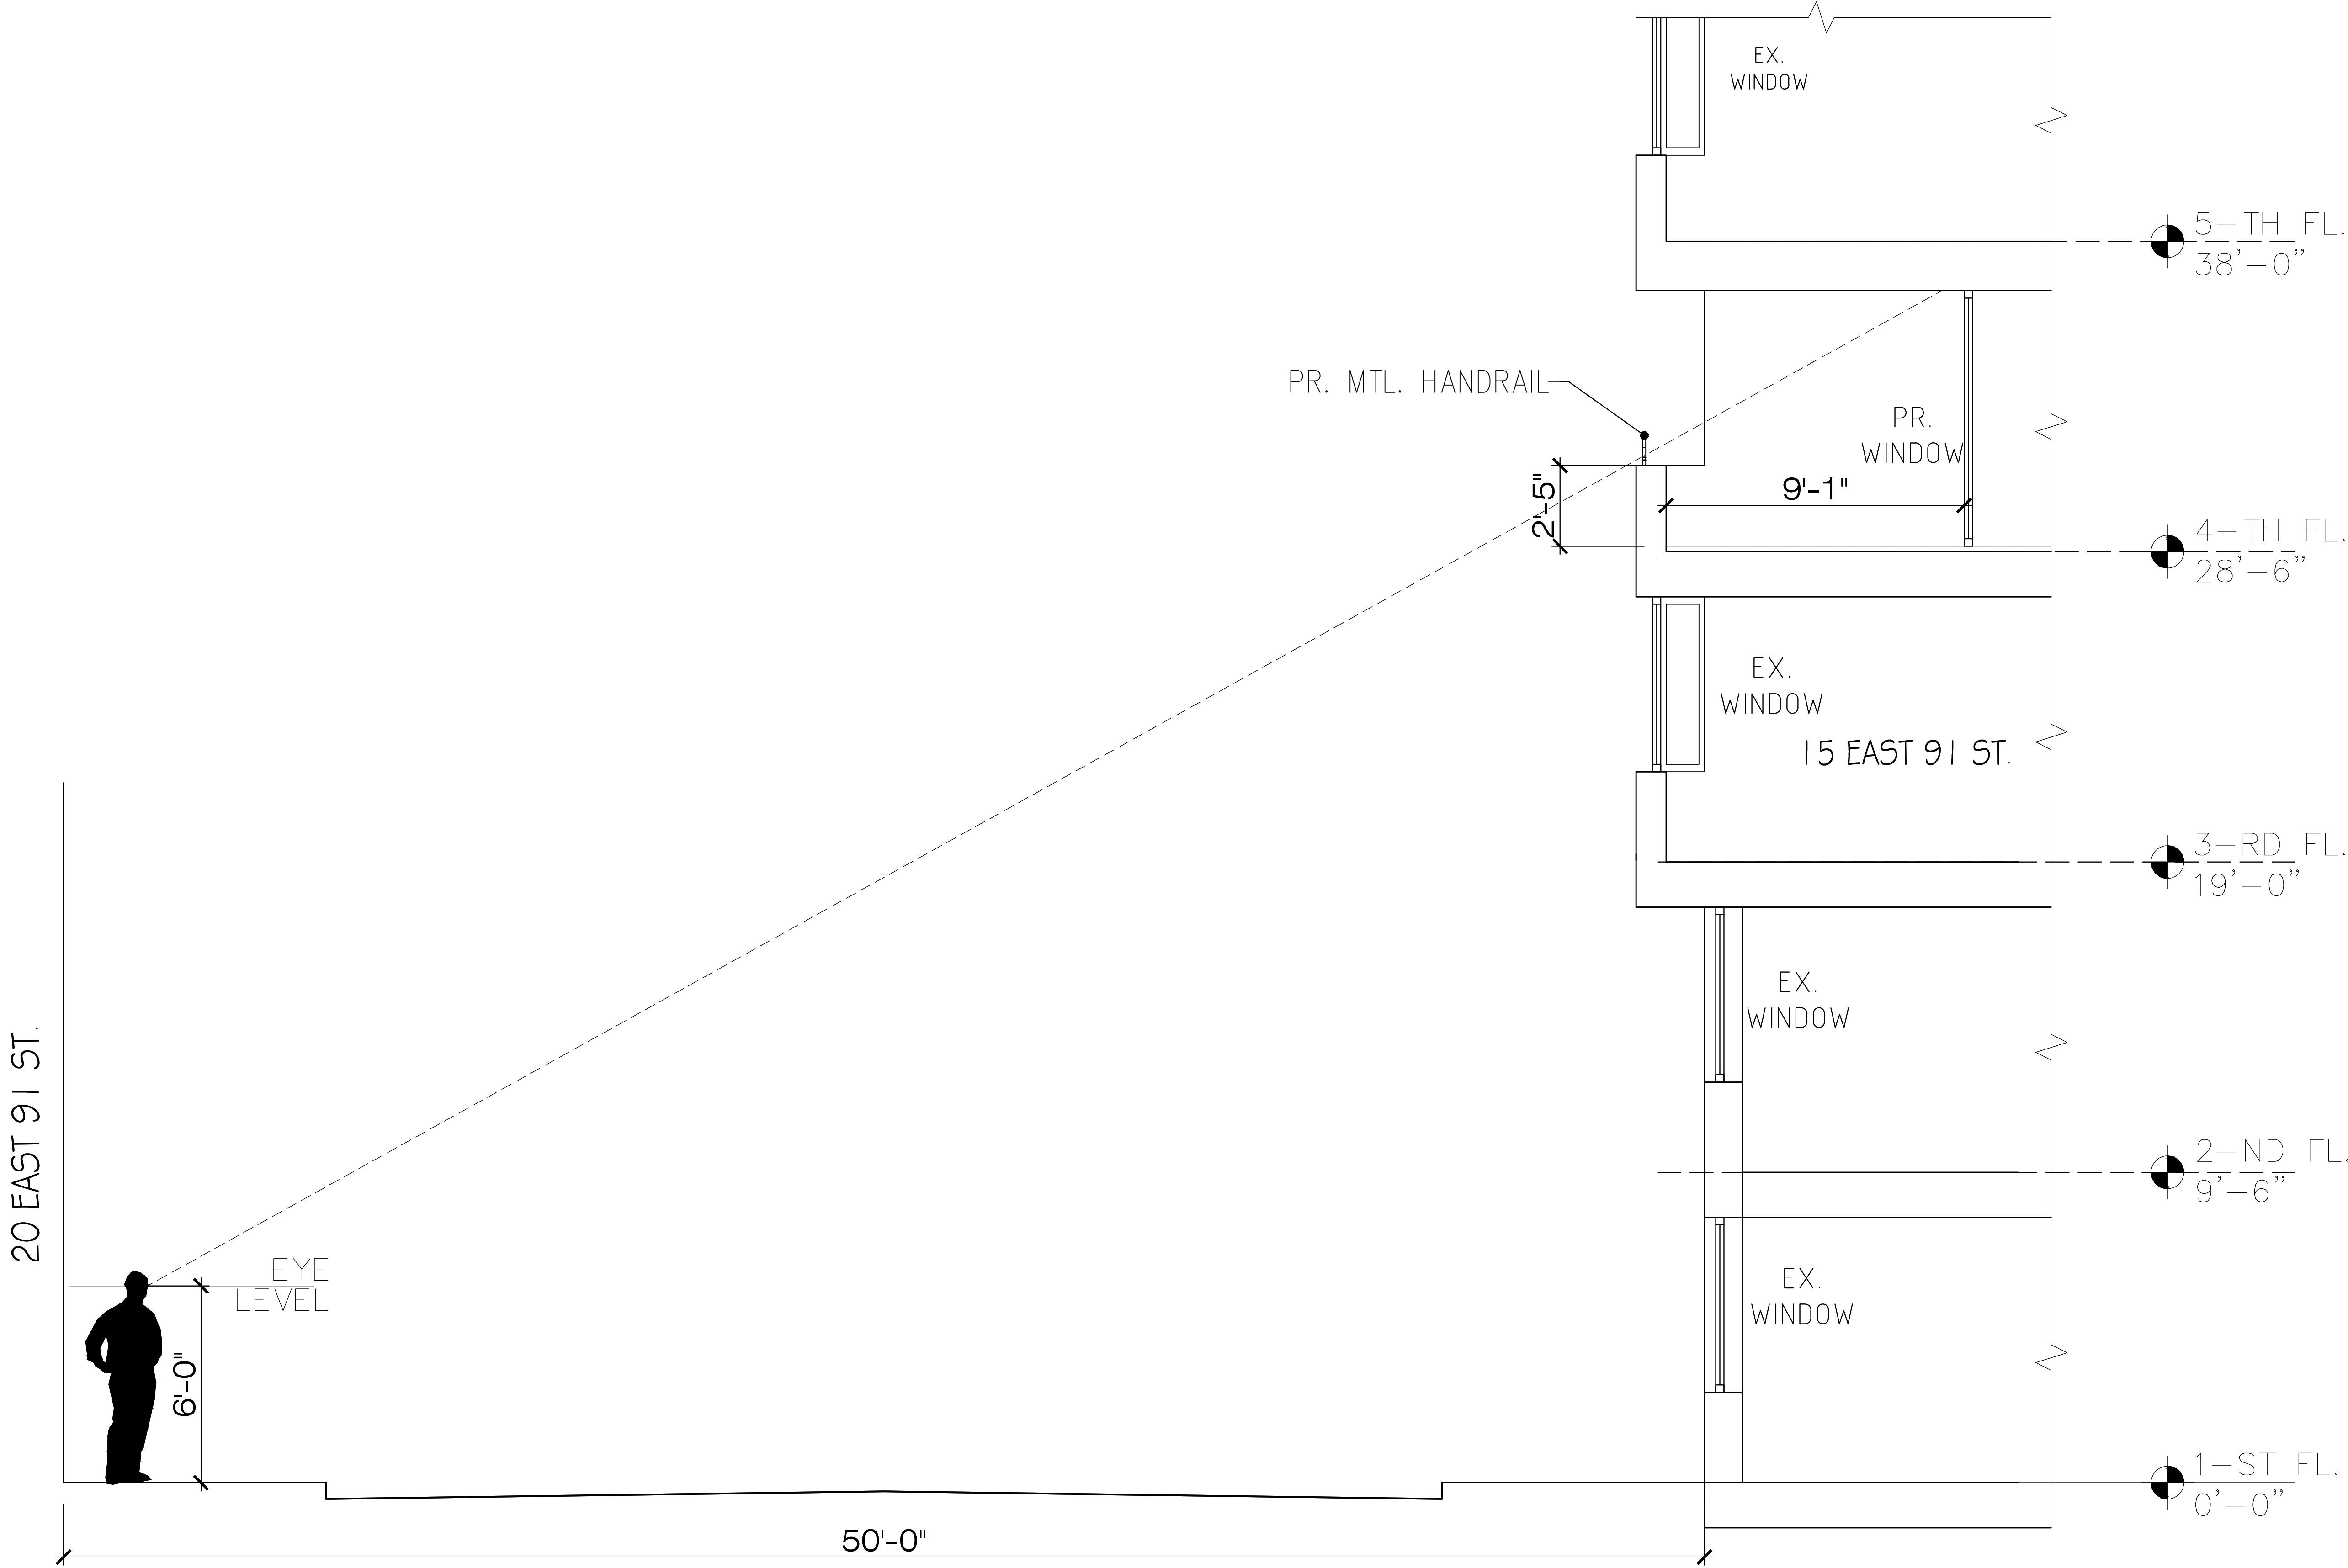 EX.
WINDOW
5-TH FL.
38'-0"
PR. MTL. HANDRAIL
PR.
WINDOW
9'-1"
2'-5"
4-TH FL.
28'-6"
EX.
WINDOW
15 EAST 91 ST.
3-RD FL.
19'-0"
EX.
WINDOW
20 EAST 91 ST.
2-ND FL.
9'-6"
EYE
LEVEL
EX.
WINDOW
6'-0"
1-ST FL.
0'-0"
50'-0"